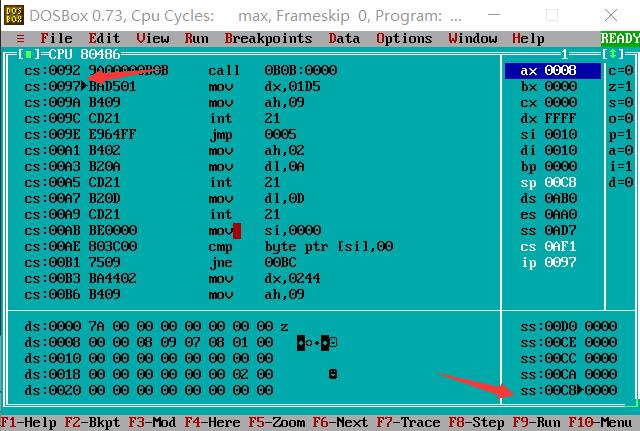 DOSBox 0.73, Cpu Cycles: max, Frameskip 0, Program: ...
≡ File Edit View Run Breakpoints Data Options Window Help READY
[■]=CPU 80486 1 [↕]
cs:0092 9A00000B0B call 0B0B:0000 ax 0008 c=0
cs:0097►BAD501 mov dx,01D5 bx 0000 z=1
cs:009A B409 mov ah,09 cx 0000 s=0
cs:009C CD21 int 21 dx FFFF o=0
cs:009E E964FF jmp 0005 si 0010 p=1
cs:00A1 B402 mov ah,02 di 0010 a=0
cs:00A3 B20A mov dl,0A bp 0000 i=1
cs:00A5 CD21 int 21 sp 00C8 d=0
cs:00A7 B20D mov dl,0D ds 0AB0
cs:00A9 CD21 int 21 es 0AA0
cs:00AB BE0000 mov si,0000 ss 0AD7
cs:00AE 803C00 cmp byte ptr [si],00 cs 0AF1
cs:00B1 7509 jne 00BC ip 0097
cs:00B3 BA4402 mov dx,0244
cs:00B6 B409 mov ah,09
ds:0000 7A 00 00 00 00 00 00 00 z ss:00D0 0000
ds:0008 00 00 08 09 07 08 01 00 ss:00CE 0000
ds:0010 00 00 00 00 00 00 00 00 ss:00CC 0000
ds:0018 00 00 00 00 00 00 02 00 ss:00CA 0000
ds:0020 00 00 00 00 00 00 00 00 ss:00C8►0000
F1-Help F2-Bkpt F3-Mod F4-Here F5-Zoom F6-Next F7-Trace F8-Step F9-Run F10-Menu